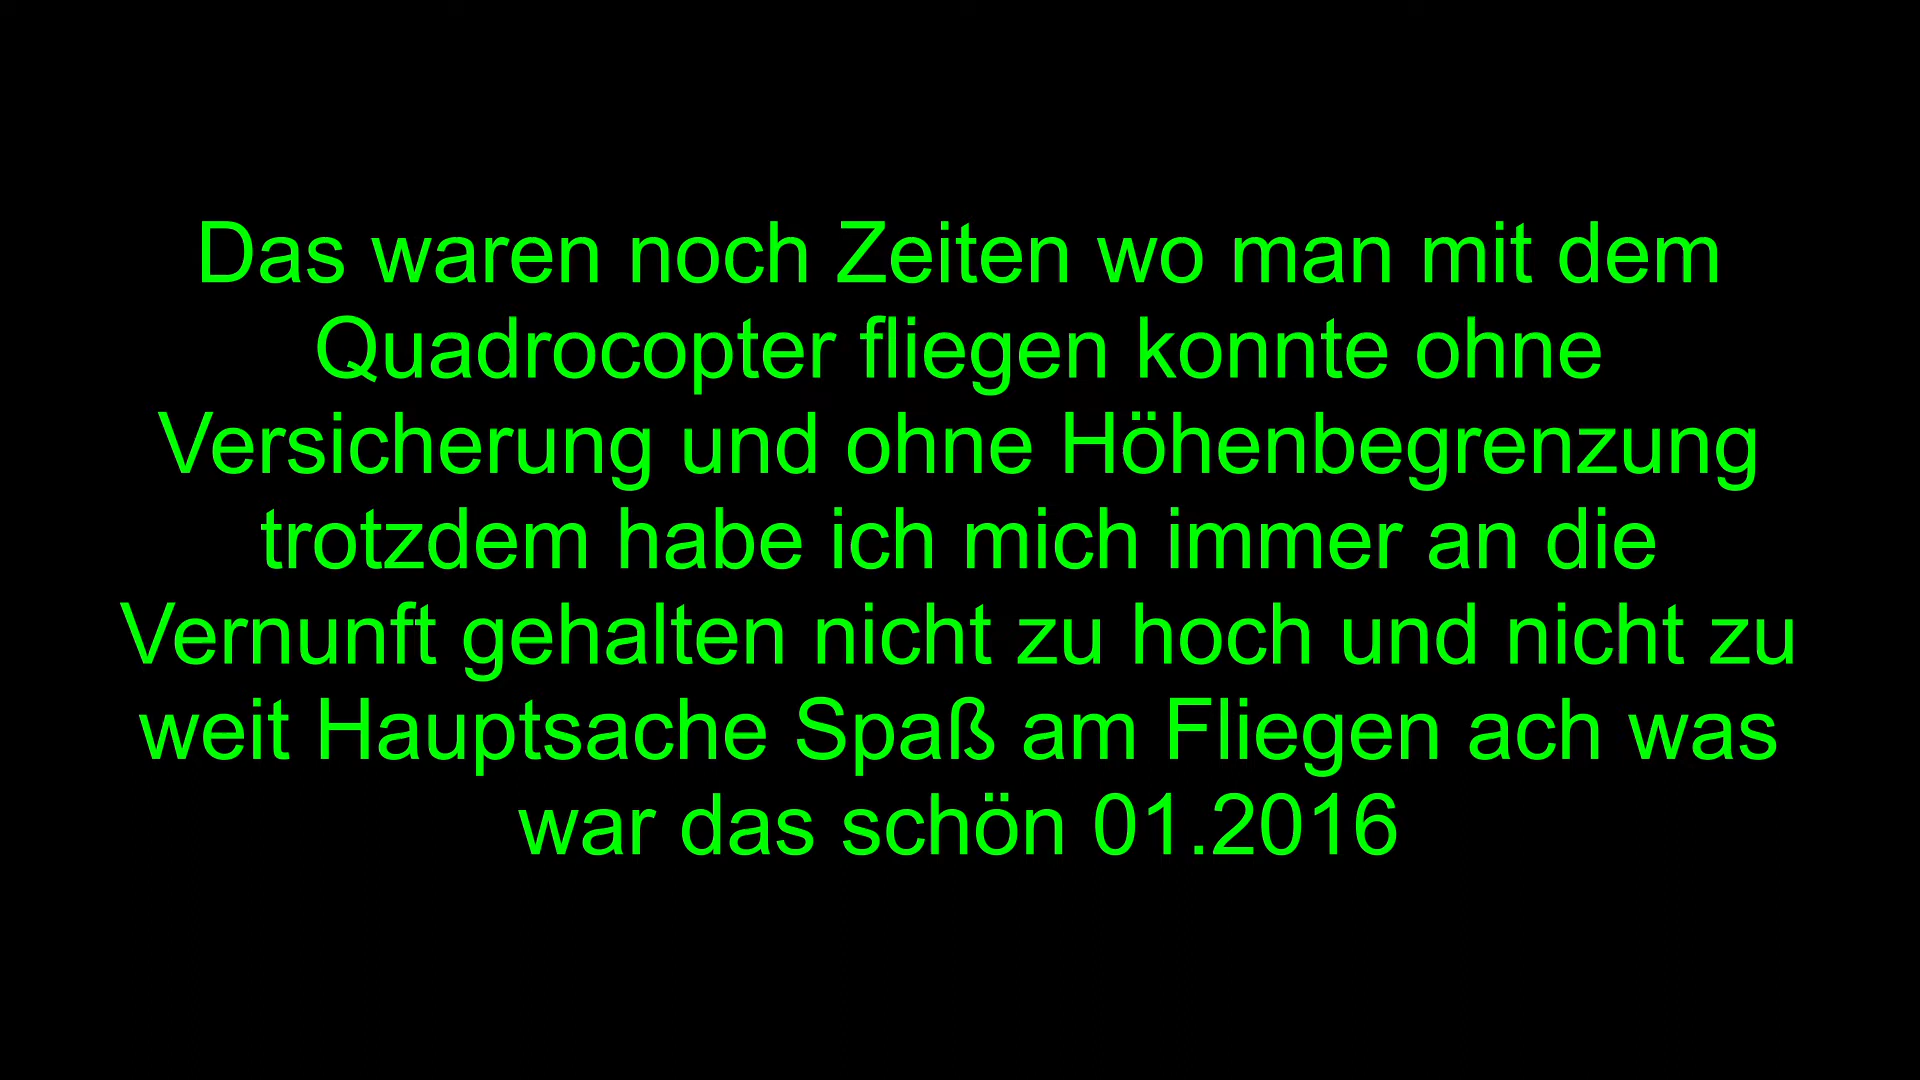 Das waren noch Zeiten wo man mit dem
Quadrocopter fliegen konnte ohne
Versicherung und ohne Höhenbegrenzung
trotzdem habe ich mich immer an die
Vernunft gehalten nicht zu hoch und nicht zu
weit Hauptsache Spaß am Fliegen ach was
war das schön 01.2016